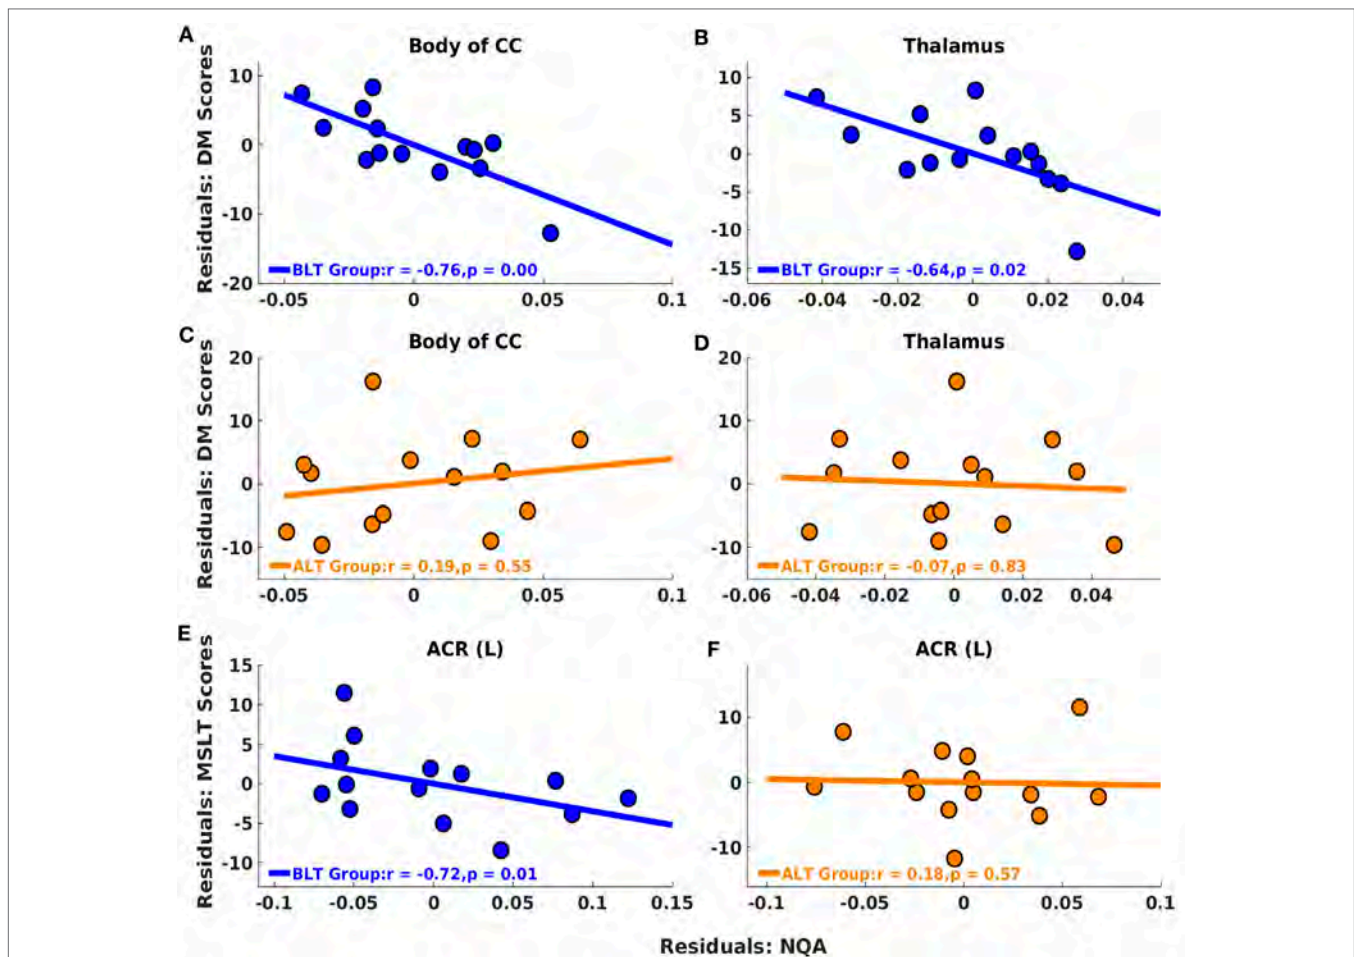 A
Body of CC
B
Thalamus
Residuals: DM Scores
10
0
-10
-20
BLT Group:r = -0.76,p = 0.00
-0.05
0
0.05
0.1
10
5
0
-5
-10
-15
BLT Group:r = -0.64,p = 0.02
-0.06
-0.04
-0.02
0
0.02
0.04
C
Body of CC
D
Thalamus
Residuals: DM Scores
20
10
0
-10
ALT Group:r = 0.19,p = 0.55
-0.05
0
0.05
0.1
20
10
0
-10
ALT Group:r = -0.07,p = 0.83
-0.06
-0.04
-0.02
0
0.02
0.04
E
ACR (L)
F
ACR (L)
Residuals: MSLT Scores
15
10
5
0
-5
-10
BLT Group:r = -0.72,p = 0.01
-0.1
-0.05
0
0.05
0.1
0.15
10
0
-10
ALT Group:r = 0.18,p = 0.57
-0.1
-0.05
0
0.05
0.1
Residuals: NQA